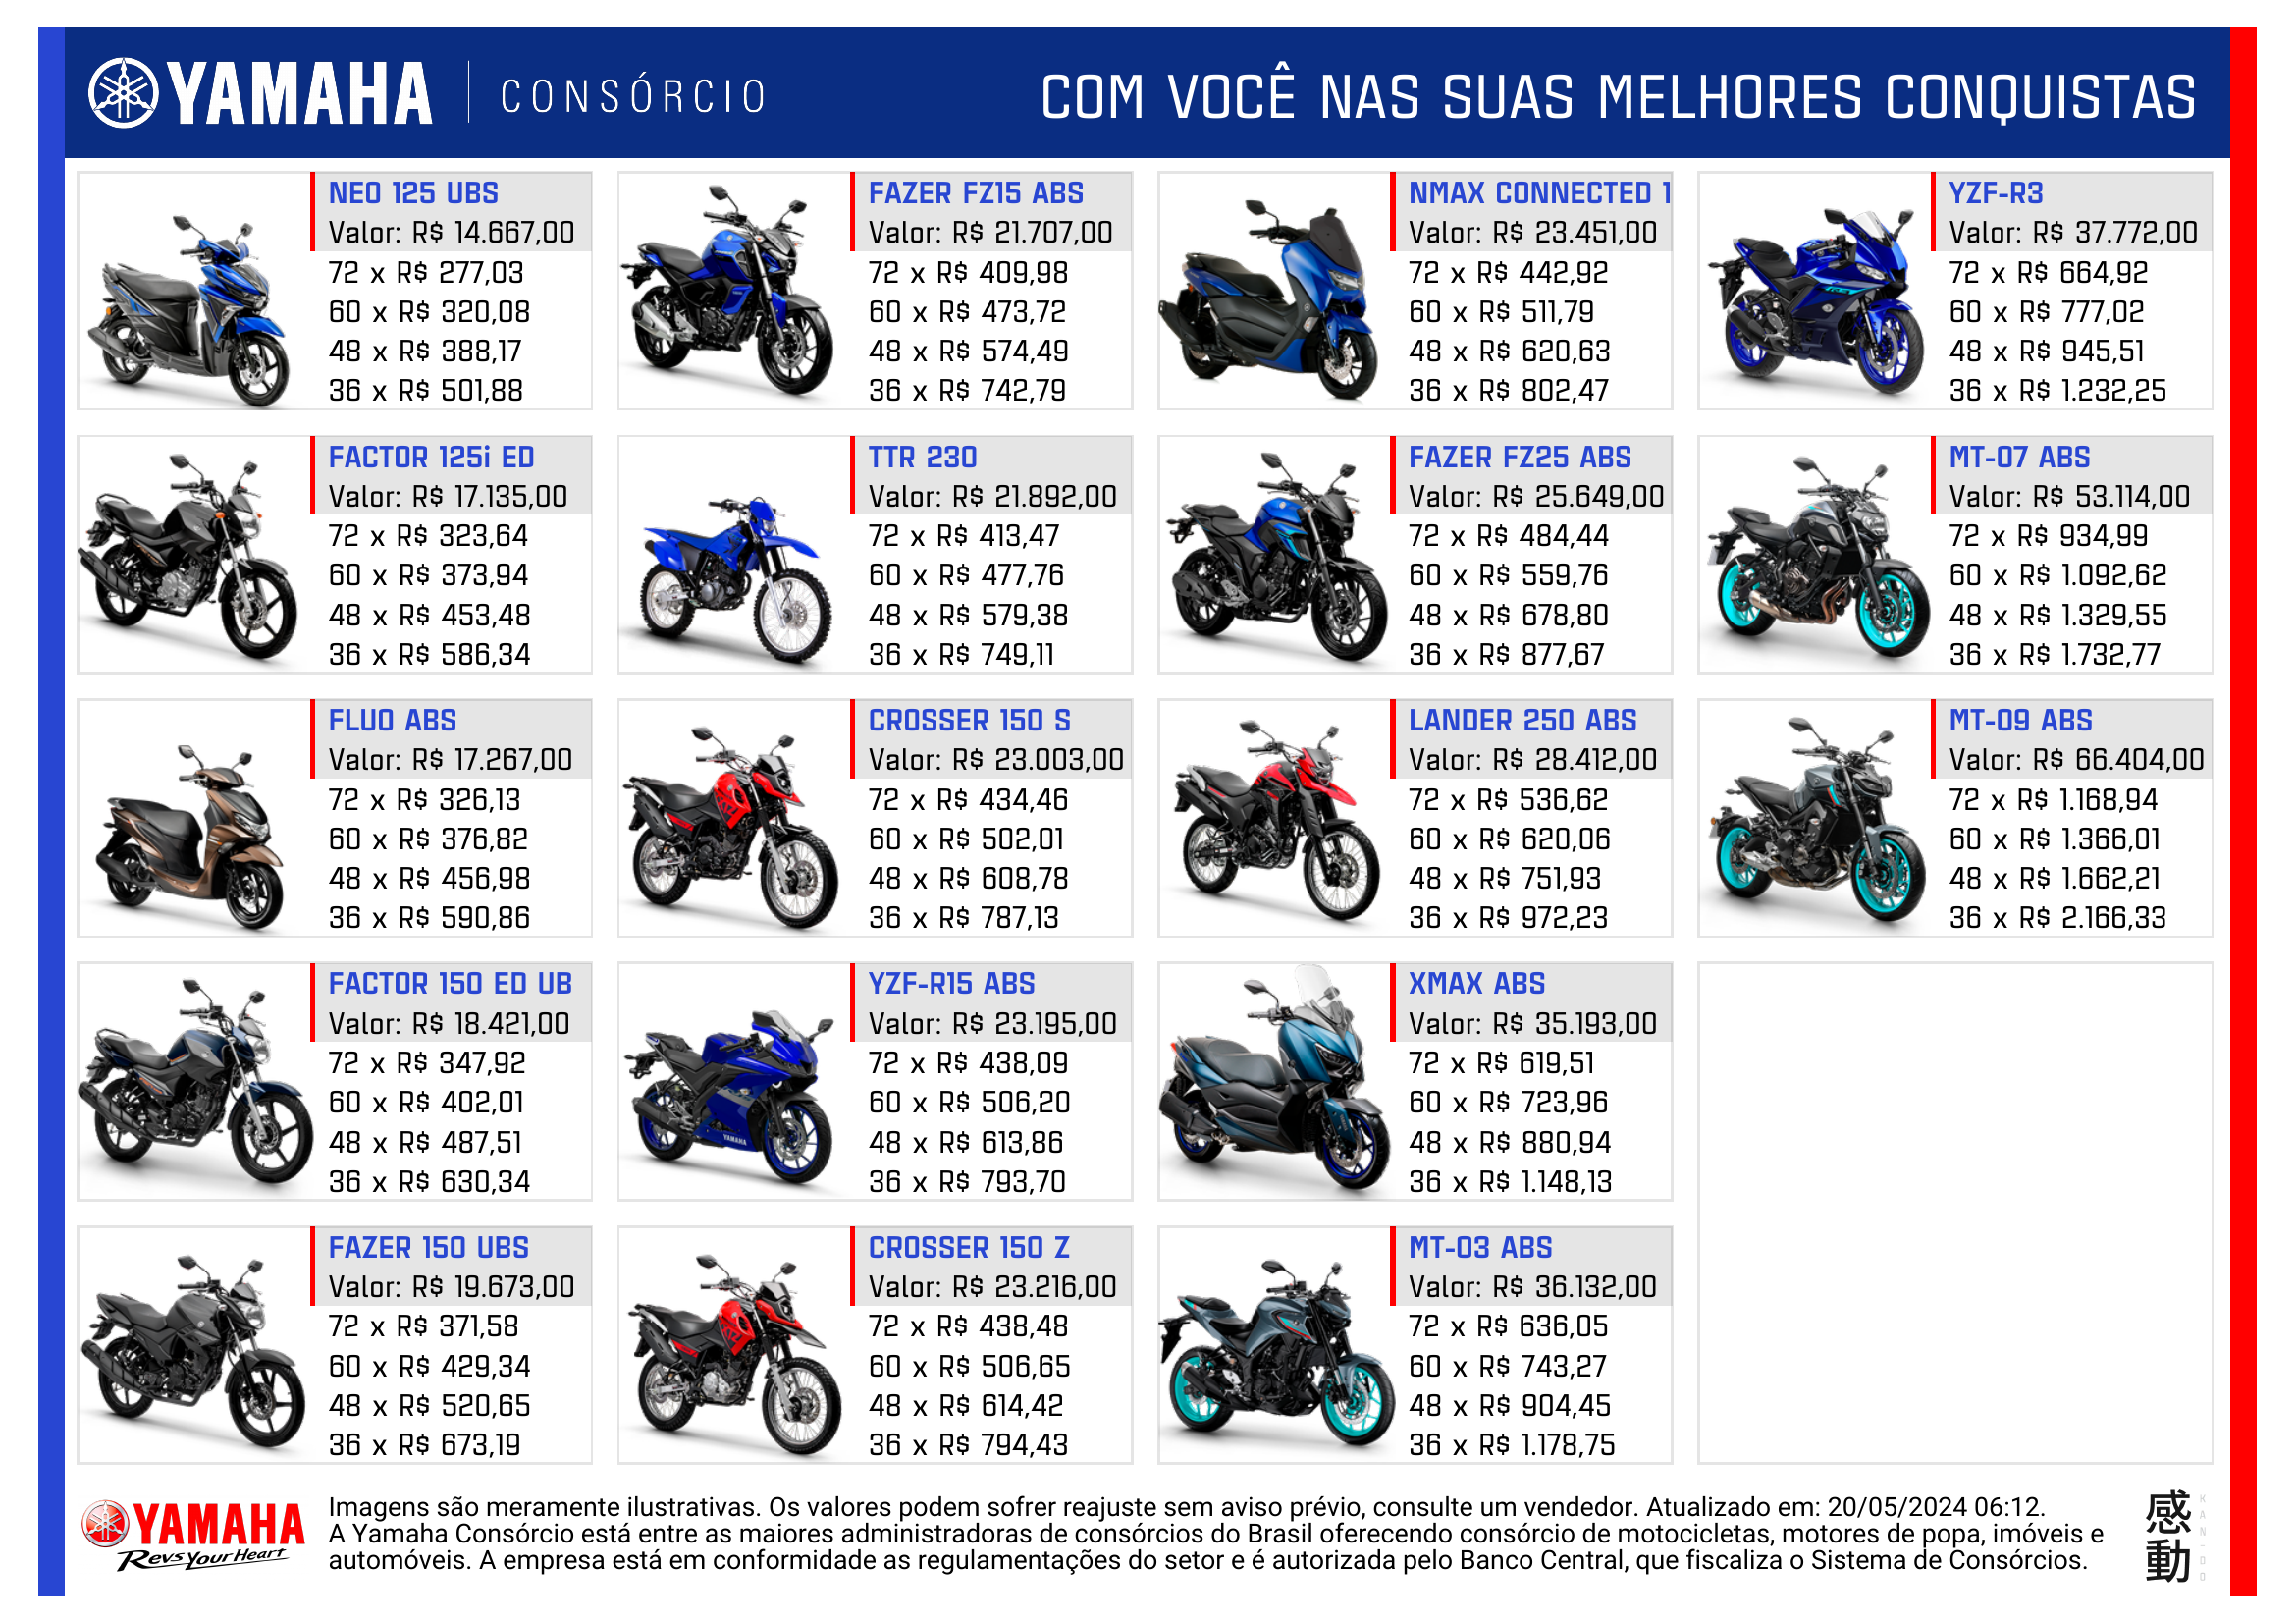 YAMAHA CONSÓRCIO
COM VOCÊ NAS SUAS MELHORES CONQUISTAS
NEO 125 UBS
Valor: R$ 14.667,00
72 x R$ 277,03
60 x R$ 320,08
48 x R$ 388,17
36 x R$ 501,88
FAZER FZ15 ABS
Valor: R$ 21.707,00
72 x R$ 409,98
60 x R$ 473,72
48 x R$ 574,49
36 x R$ 742,79
NMAX CONNECTED 1
Valor: R$ 23.451,00
72 x R$ 442,92
60 x R$ 511,79
48 x R$ 620,63
36 x R$ 802,47
YZF-R3
Valor: R$ 37.772,00
72 x R$ 664,92
60 x R$ 777,02
48 x R$ 945,51
36 x R$ 1.232,25
FACTOR 125i ED
Valor: R$ 17.135,00
72 x R$ 323,64
60 x R$ 373,94
48 x R$ 453,48
36 x R$ 586,34
TTR 230
Valor: R$ 21.892,00
72 x R$ 413,47
60 x R$ 477,76
48 x R$ 579,38
36 x R$ 749,11
FAZER FZ25 ABS
Valor: R$ 25.649,00
72 x R$ 484,44
60 x R$ 559,76
48 x R$ 678,80
36 x R$ 877,67
MT-07 ABS
Valor: R$ 53.114,00
72 x R$ 934,99
60 x R$ 1.092,62
48 x R$ 1.329,55
36 x R$ 1.732,77
FLUO ABS
Valor: R$ 17.267,00
72 x R$ 326,13
60 x R$ 376,82
48 x R$ 456,98
36 x R$ 590,86
CROSSER 150 S
Valor: R$ 23.003,00
72 x R$ 434,46
60 x R$ 502,01
48 x R$ 608,78
36 x R$ 787,13
LANDER 250 ABS
Valor: R$ 28.412,00
72 x R$ 536,62
60 x R$ 620,06
48 x R$ 751,93
36 x R$ 972,23
MT-09 ABS
Valor: R$ 66.404,00
72 x R$ 1.168,94
60 x R$ 1.366,01
48 x R$ 1.662,21
36 x R$ 2.166,33
FACTOR 150 ED UB
Valor: R$ 18.421,00
72 x R$ 347,92
60 x R$ 402,01
48 x R$ 487,51
36 x R$ 630,34
YZF-R15 ABS
Valor: R$ 23.195,00
72 x R$ 438,09
60 x R$ 506,20
48 x R$ 613,86
36 x R$ 793,70
YAMAHA
XMAX ABS
Valor: R$ 35.193,00
72 x R$ 619,51
60 x R$ 723,96
48 x R$ 880,94
36 x R$ 1.148,13
FAZER 150 UBS
Valor: R$ 19.673,00
72 x R$ 371,58
60 x R$ 429,34
48 x R$ 520,65
36 x R$ 673,19
CROSSER 150 Z
Valor: R$ 23.216,00
72 x R$ 438,48
60 x R$ 506,65
48 x R$ 614,42
36 x R$ 794,43
MT-03 ABS
Valor: R$ 36.132,00
72 x R$ 636,05
60 x R$ 743,27
48 x R$ 904,45
36 x R$ 1.178,75
YAMAHA
Revs Your Heart
Imagens são meramente ilustrativas. Os valores podem sofrer reajuste sem aviso prévio, consulte um vendedor. Atualizado em: 20/05/2024 06:12.
A Yamaha Consórcio está entre as maiores administradoras de consórcios do Brasil oferecendo consórcio de motocicletas, motores de popa, imóveis e
automóveis. A empresa está em conformidade as regulamentações do setor e é autorizada pelo Banco Central, que fiscaliza o Sistema de Consórcios.
感動
KAN-DO